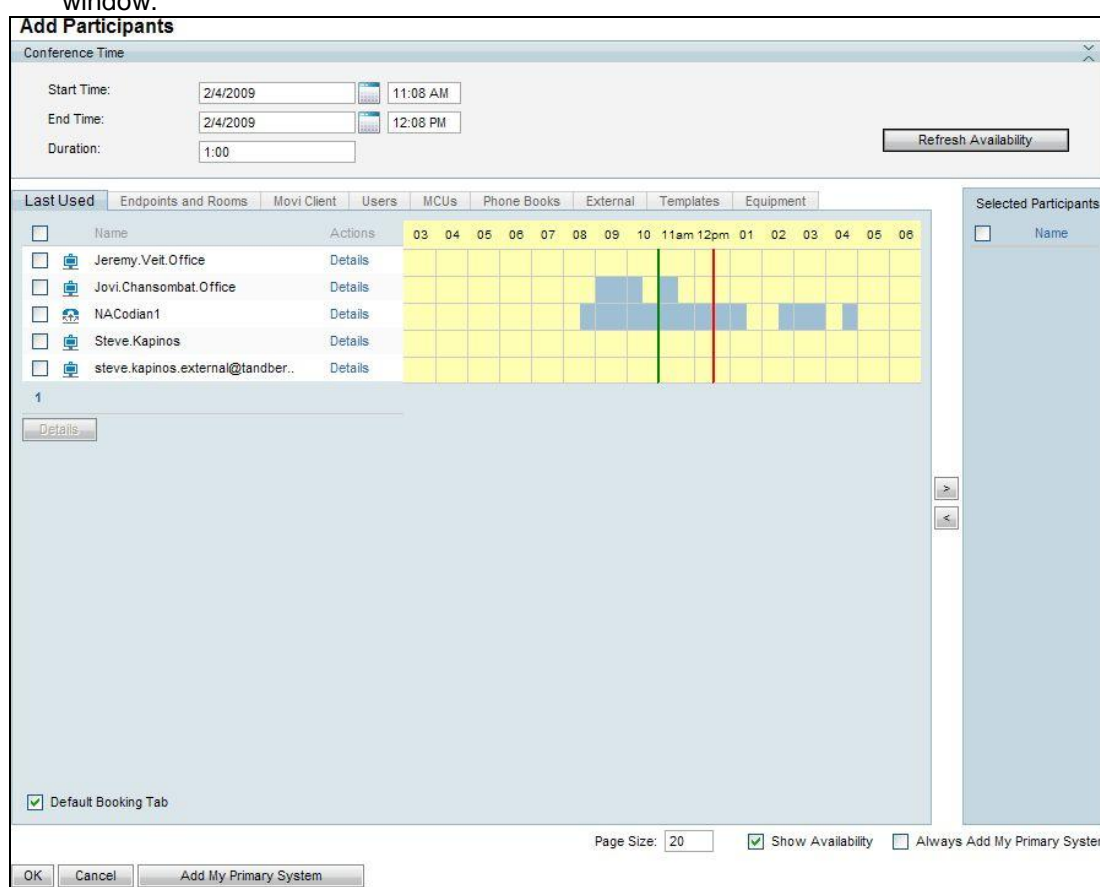 window.
Add Participants
Conference Time
Start Time: 2/4/2009 11:08 AM
End Time: 2/4/2009 12:08 PM
Duration: 1:00
Refresh Availability
Last Used Endpoints and Rooms Movi Client Users MCUs Phone Books External Templates Equipment
Selected Participants
Name Actions 03 04 05 06 07 08 09 10 11am 12pm 01 02 03 04 05 06
Name
Jeremy.Veit.Office Details
Jovi.Chansombat.Office Details
NACodian1 Details
Steve.Kapinos Details
steve.kapinos.external@tandber.. Details
1
Details
>
<
Default Booking Tab
Page Size: 20 Show Availability Always Add My Primary System
OK Cancel Add My Primary System